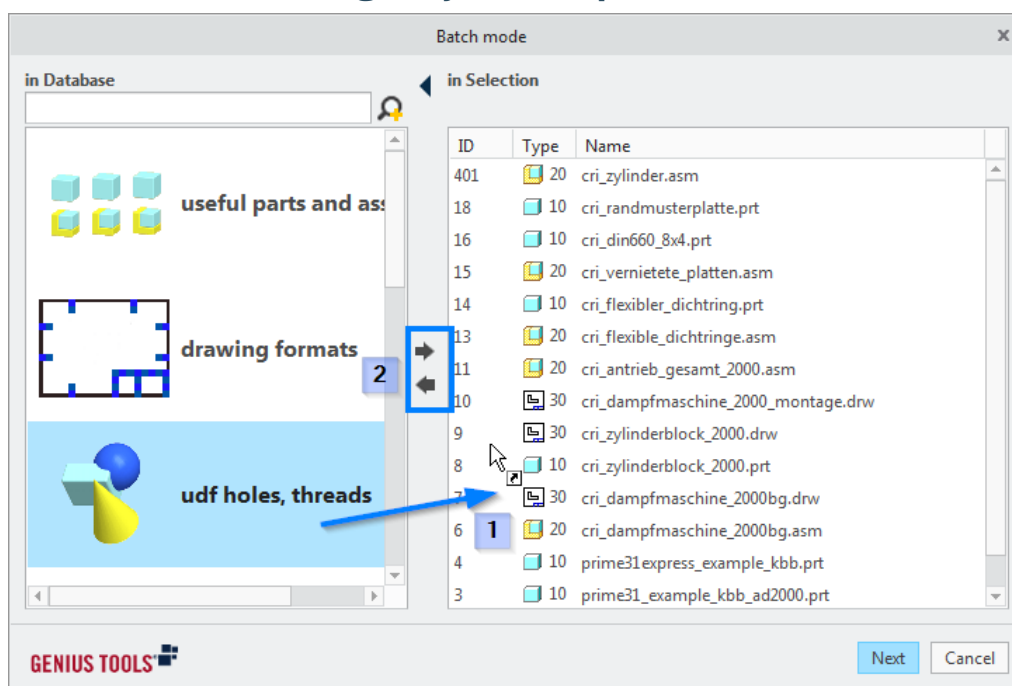 Batch mode
in Database
in Selection
ID Type Name
useful parts and ass
drawing formats
udf holes, threads
2
1
401 20 cri_zylinder.asm
18 10 cri_randmusterplatte.prt
16 10 cri_din660_8x4.prt
15 20 cri_vernietete_platten.asm
14 10 cri_flexibler_dichtring.prt
13 20 cri_flexible_dichtringe.asm
11 20 cri_antrieb_gesamt_2000.asm
10 30 cri_dampfmaschine_2000_montage.drw
9 30 cri_zylinderblock_2000.drw
8 10 cri_zylinderblock_2000.prt
7 30 cri_dampfmaschine_2000bg.drw
6 20 cri_dampfmaschine_2000bg.asm
4 10 prime31express_example_kbb.prt
3 10 prime31_example_kbb_ad2000.prt
GENIUS TOOLS
Next Cancel